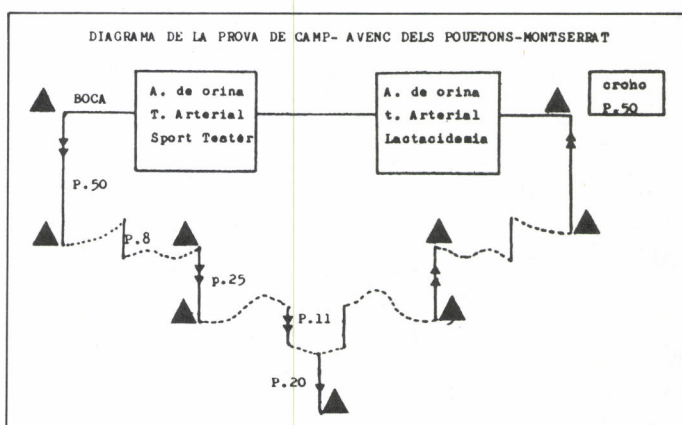 DIAGRAMA DE LA PROVA DE CAMP- AVENC DELS POUETONS-MONTSERRAT
BOCA
A. de orina
T. Arterial
Sport Testér
A. de orina
t. Arterial
Lactacidemia
croho
P.50
P.50
P.8
p.25
P.11
P.20